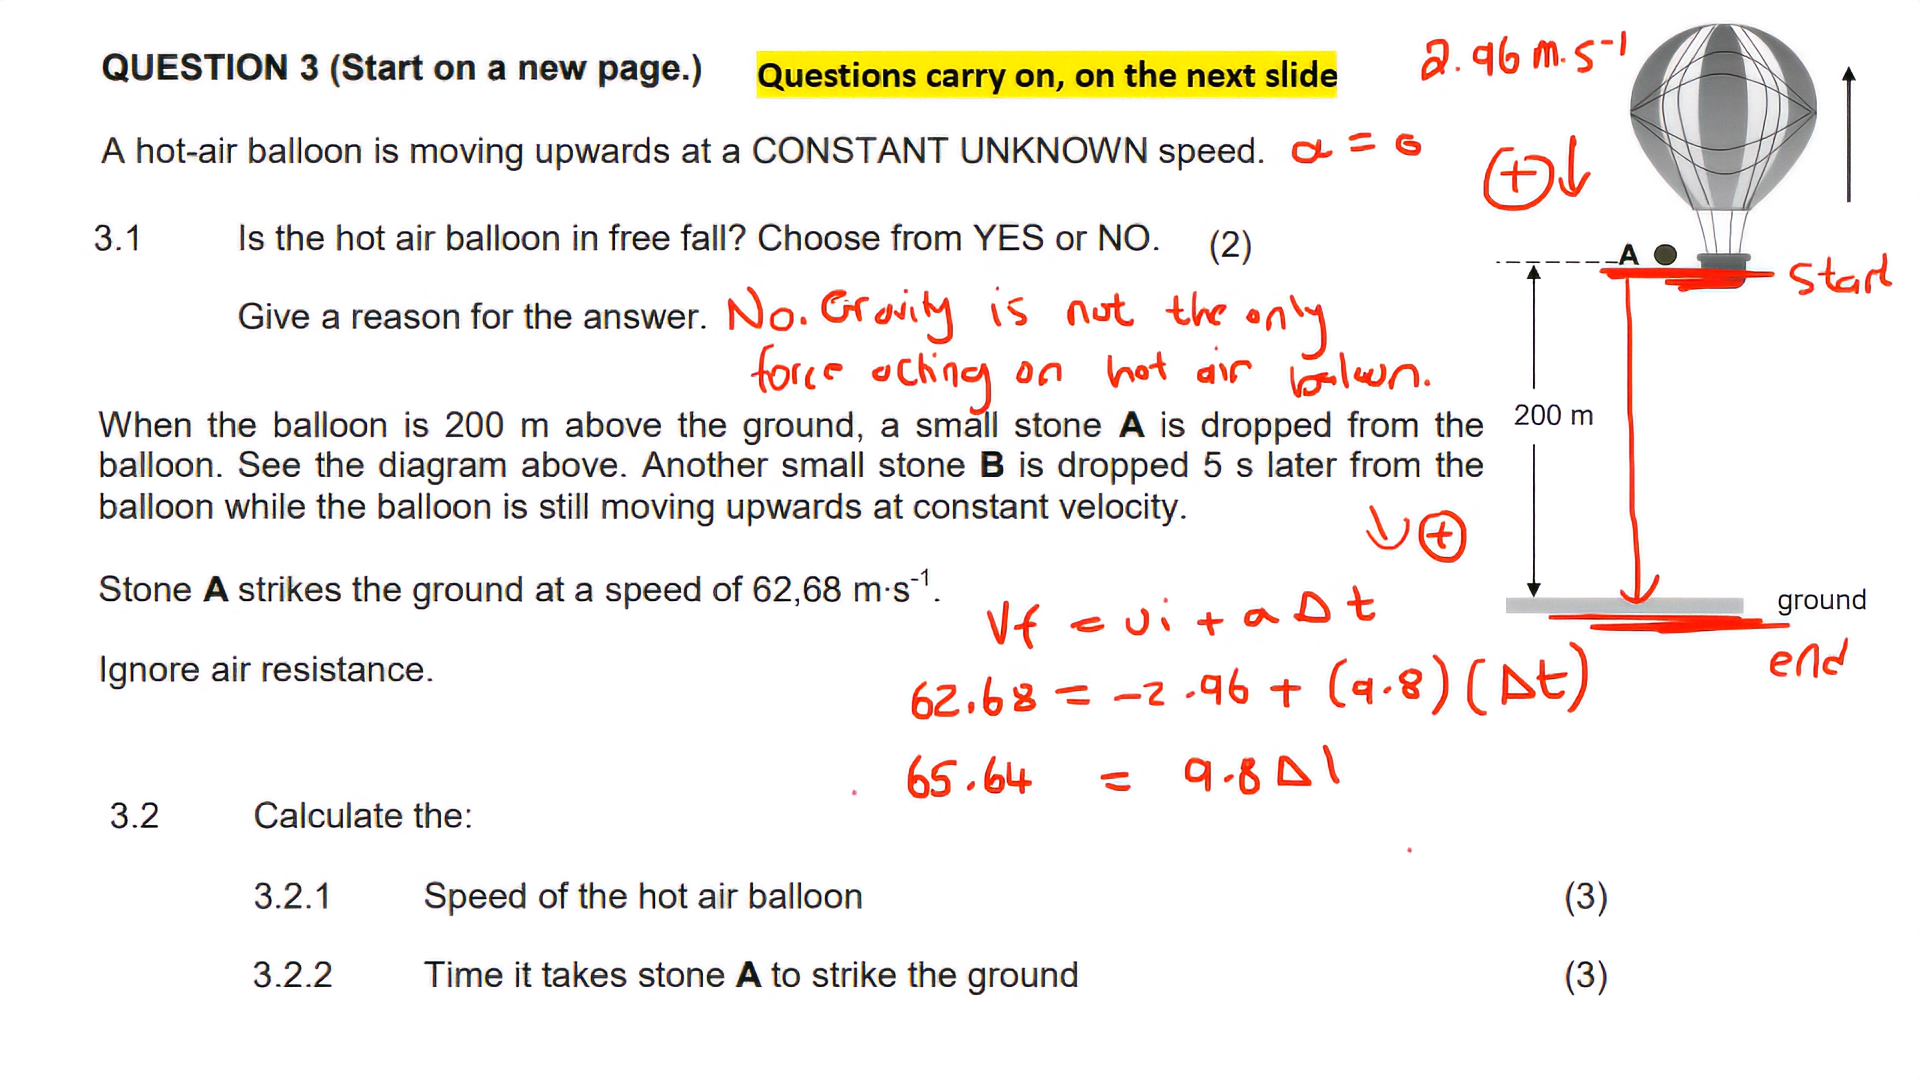 QUESTION 3 (Start on a new page.)
Questions carry on, on the next slide
2.96 m.s⁻¹
A hot-air balloon is moving upwards at a CONSTANT UNKNOWN speed.
a = 0
(+)↓
3.1 Is the hot air balloon in free fall? Choose from YES or NO. (2)
A
start
Give a reason for the answer.
No. Gravity is not the only
force acting on hot air baloon.
When the balloon is 200 m above the ground, a small stone A is dropped from the
balloon. See the diagram above. Another small stone B is dropped 5 s later from the
balloon while the balloon is still moving upwards at constant velocity.
200 m
↓(+)
Stone A strikes the ground at a speed of 62,68 m·s⁻¹.
ground
end
Ignore air resistance.
Vf = vi + aΔt
62.68 = -2.96 + (9.8)(Δt)
65.64 = 9.8Δ
3.2 Calculate the:
3.2.1 Speed of the hot air balloon (3)
3.2.2 Time it takes stone A to strike the ground (3)